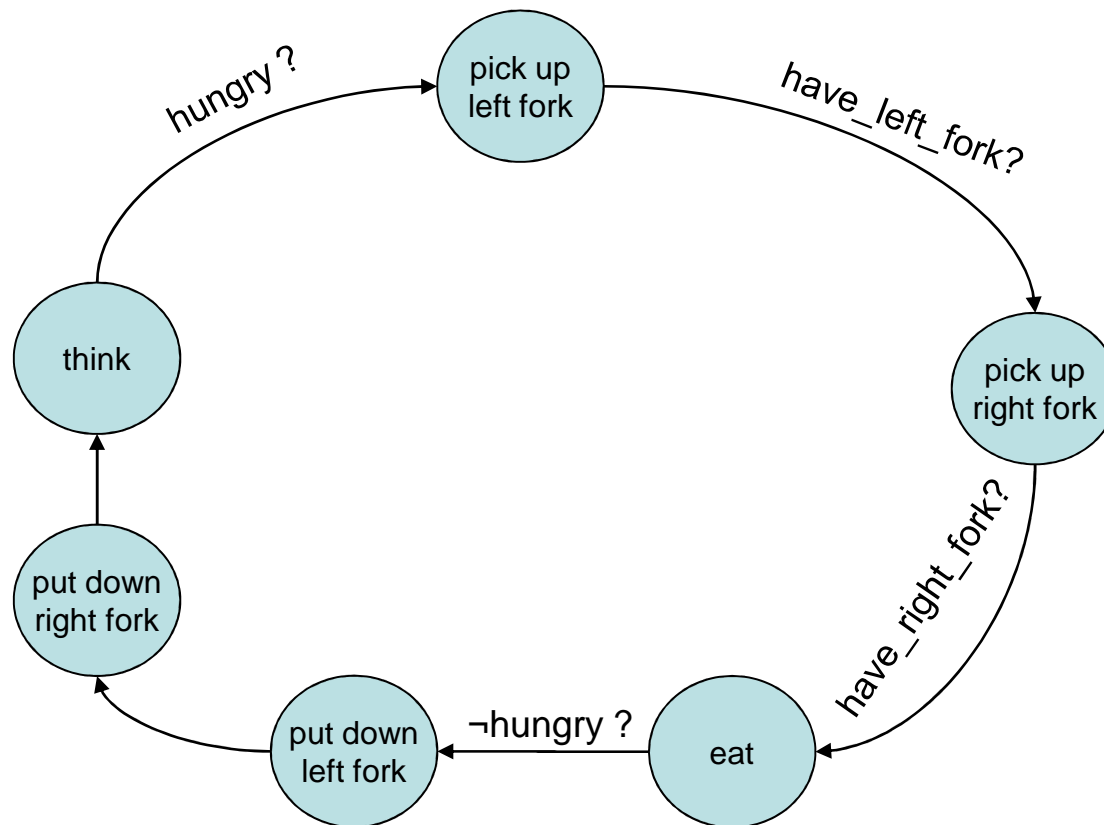 hungry ?
pick up
left fork
have_left_fork?
pick up
right fork
have_right_fork?
eat
¬hungry ?
put down
left fork
put down
right fork
think